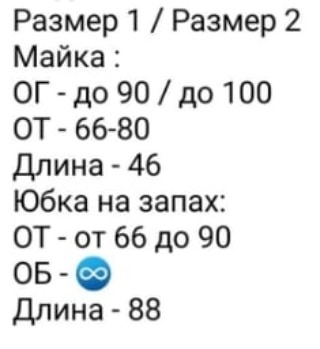 Размер 1 / Размер 2
Майка :
ОГ - до 90 / до 100
ОТ - 66-80
Длина - 46
Юбка на запах:
ОТ - от 66 до 90
ОБ - ♾️
Длина - 88